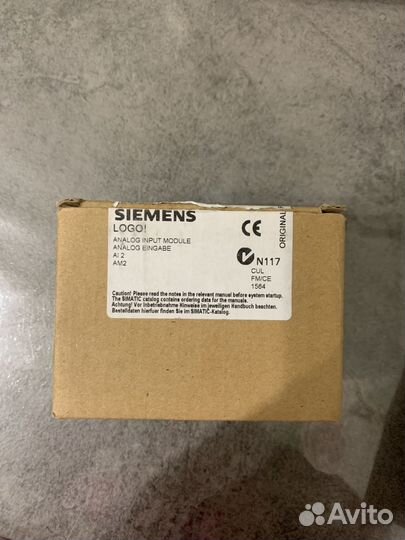 SIEMENS
LOGO!
ANALOG INPUT MODULE
ANALOG EINGABE
AI 2
AM2
CE
N117
CUL
FM/CE
1564
ORIGINAL
Caution! Please read the notes in the relevant manual before system startup.
The SIMATIC catalog contains ordering data for the manuals.
Achtung! Vor Inbetriebnahme Hinweise im jeweiligen Handbuch beachten.
Bestelldaten hierfuer finden Sie im SIMATIC-Katalog.
Avito